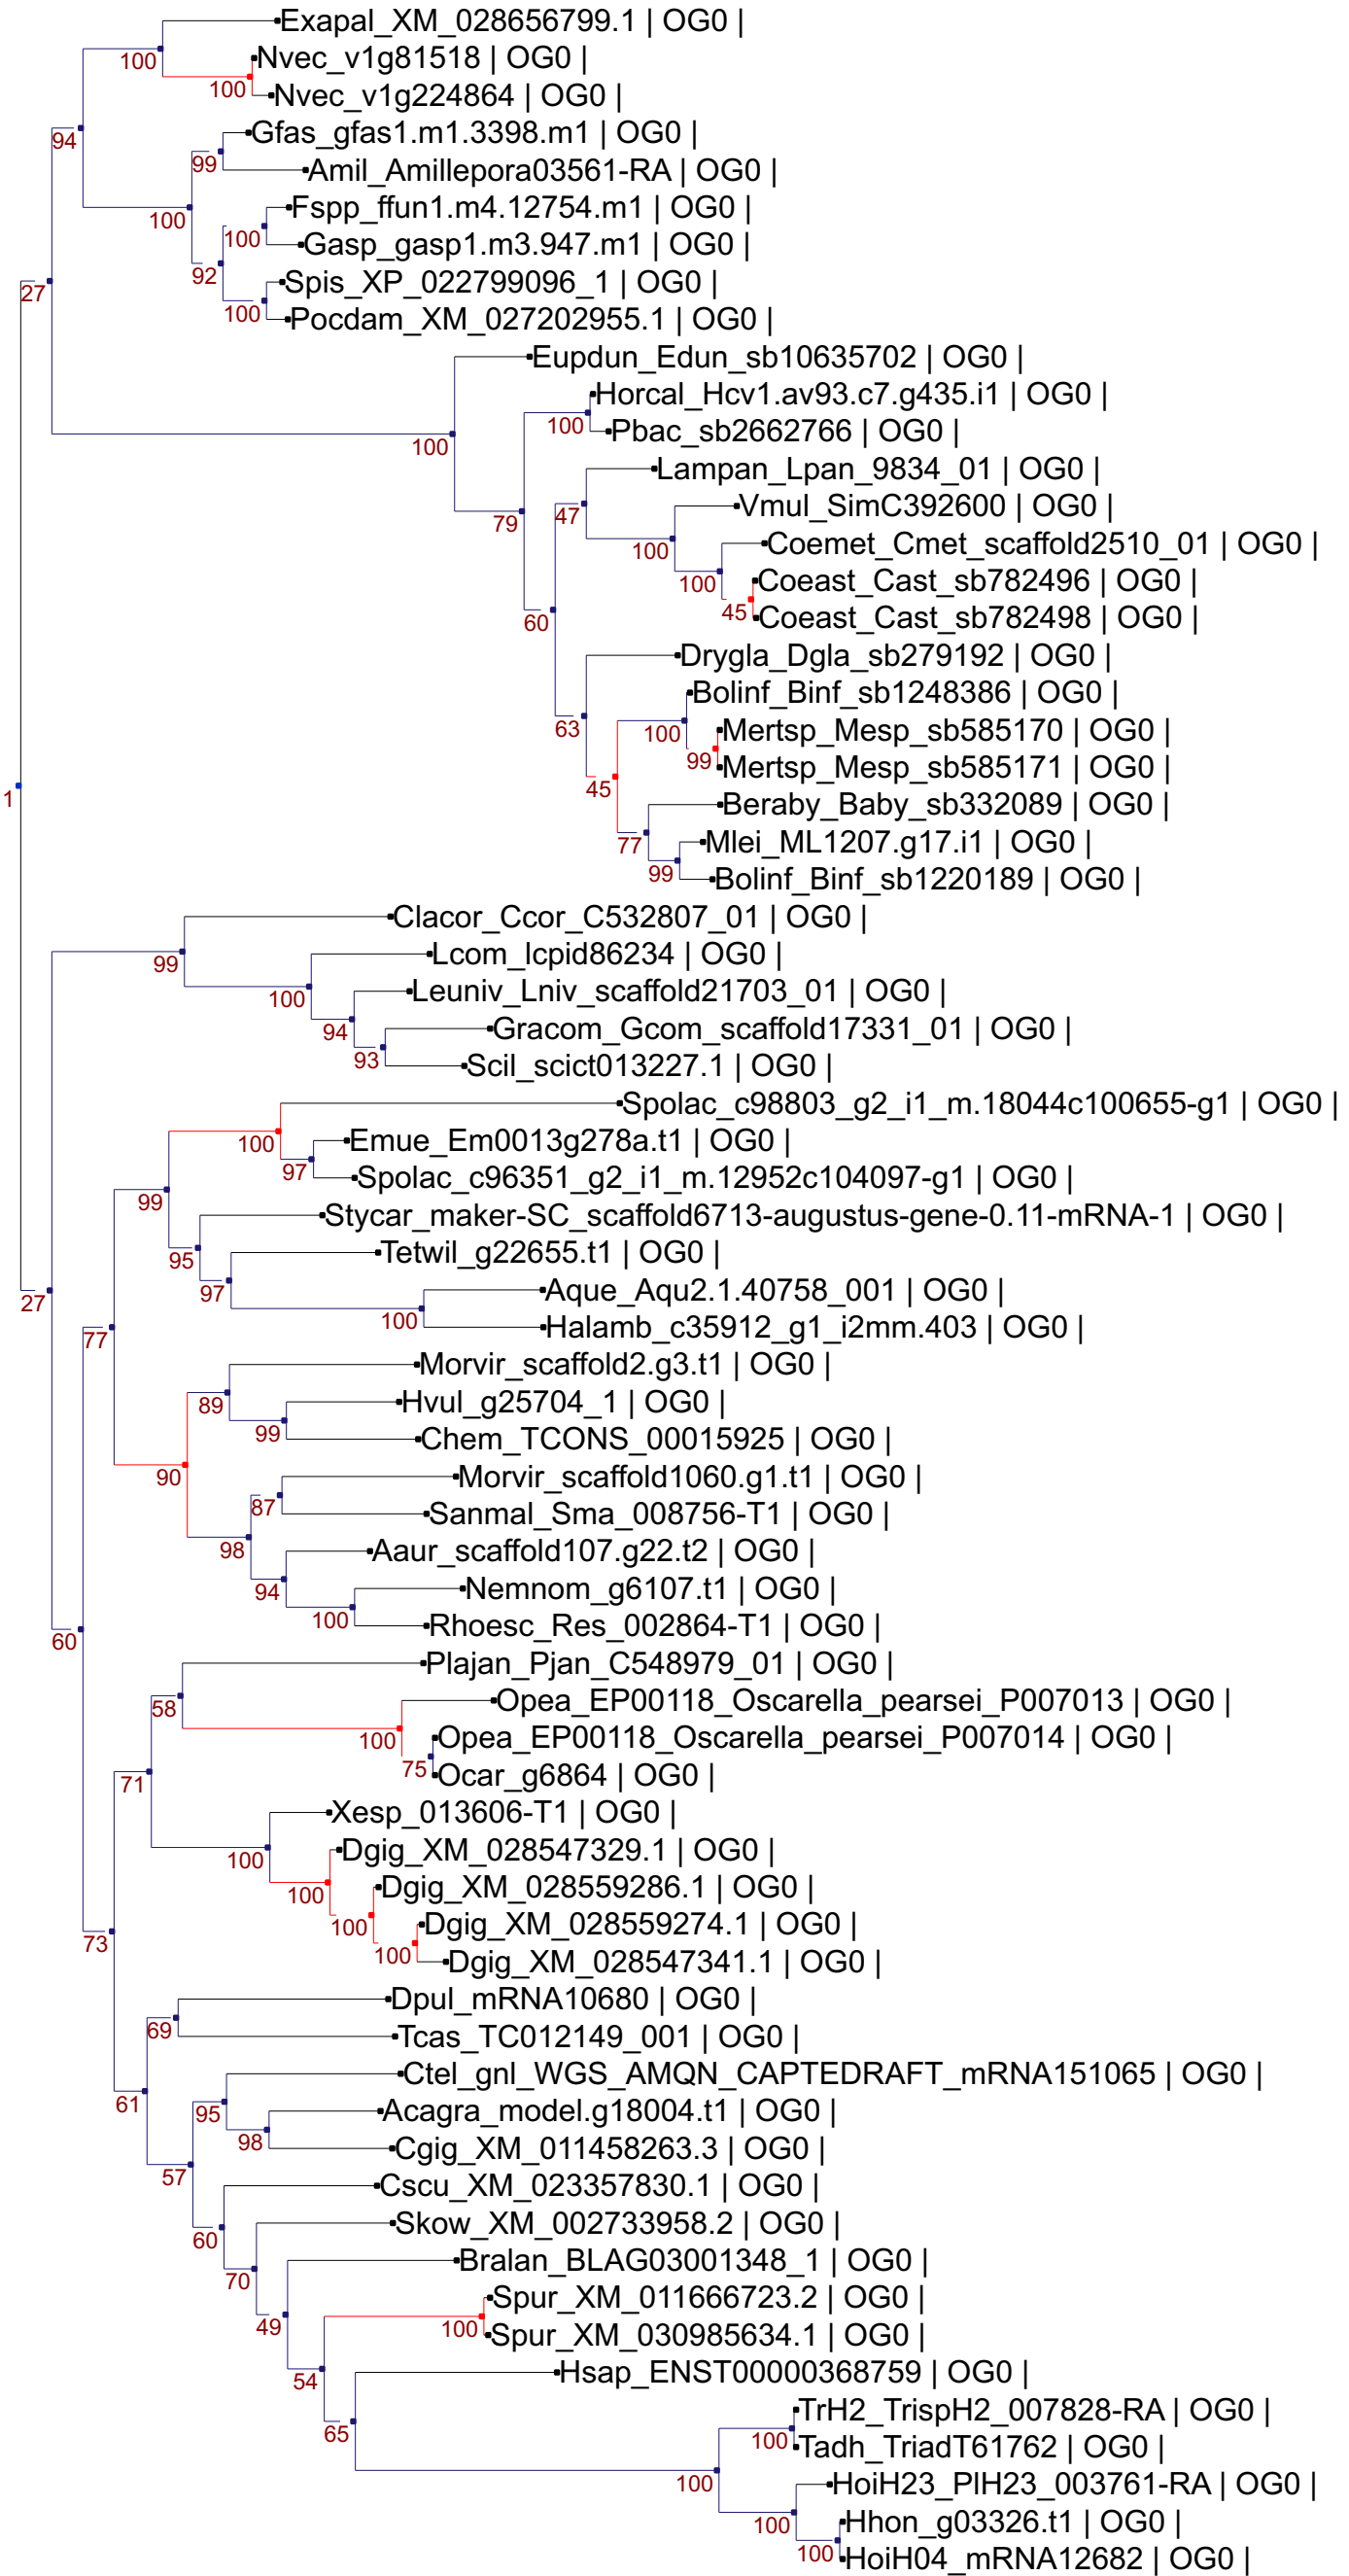 Exapal_XM_028656799.1 | OG0 |
100
Nvec_v1g81518 | OG0 |
100
Nvec_v1g224864 | OG0 |
94
Gfas_gfas1.m1.3398.m1 | OG0 |
99
Amil_Amillepora03561-RA | OG0 |
100
Fspp_ffun1.m4.12754.m1 | OG0 |
100
Gasp_gasp1.m3.947.m1 | OG0 |
92
Spis_XP_022799096_1 | OG0 |
27
100
Pocdam_XM_027202955.1 | OG0 |
Eupdun_Edun_sb10635702 | OG0 |
Horcal_Hcv1.av93.c7.g435.i1 | OG0 |
100
Pbac_sb2662766 | OG0 |
100
Lampan_Lpan_9834_01 | OG0 |
79
47
Vmul_SimC392600 | OG0 |
100
Coemet_Cmet_scaffold2510_01 | OG0 |
100
Coeast_Cast_sb782496 | OG0 |
45
60
Coeast_Cast_sb782498 | OG0 |
Drygla_Dgla_sb279192 | OG0 |
Bolinf_Binf_sb1248386 | OG0 |
63
100
Mertsp_Mesp_sb585170 | OG0 |
99
Mertsp_Mesp_sb585171 | OG0 |
45
1
Beraby_Baby_sb332089 | OG0 |
77
Mlei_ML1207.g17.i1 | OG0 |
99
Bolinf_Binf_sb1220189 | OG0 |
Clacor_Ccor_C532807_01 | OG0 |
99
Lcom_lcpid86234 | OG0 |
100
Leuniv_Lniv_scaffold21703_01 | OG0 |
94
Gracom_Gcom_scaffold17331_01 | OG0 |
93
Scil_scict013227.1 | OG0 |
Spolac_c98803_g2_i1_m.18044c100655-g1 | OG0 |
100
Emue_Em0013g278a.t1 | OG0 |
97
Spolac_c96351_g2_i1_m.12952c104097-g1 | OG0 |
99
Stycar_maker-SC_scaffold6713-augustus-gene-0.11-mRNA-1 | OG0 |
95
Tetwil_g22655.t1 | OG0 |
97
Aque_Aqu2.1.40758_001 | OG0 |
27
100
Halamb_c35912_g1_i2mm.403 | OG0 |
77
Morvir_scaffold2.g3.t1 | OG0 |
89
Hvul_g25704_1 | OG0 |
99
Chem_TCONS_00015925 | OG0 |
90
Morvir_scaffold1060.g1.t1 | OG0 |
87
Sanmal_Sma_008756-T1 | OG0 |
98
Aaur_scaffold107.g22.t2 | OG0 |
94
Nemnom_g6107.t1 | OG0 |
100
Rhoesc_Res_002864-T1 | OG0 |
60
Plajan_Pjan_C548979_01 | OG0 |
58
Opea_EP00118_Oscarella_pearsei_P007013 | OG0 |
100
Opea_EP00118_Oscarella_pearsei_P007014 | OG0 |
75
Ocar_g6864 | OG0 |
71
Xesp_013606-T1 | OG0 |
100
Dgig_XM_028547329.1 | OG0 |
100
Dgig_XM_028559286.1 | OG0 |
100
Dgig_XM_028559274.1 | OG0 |
73
100
Dgig_XM_028547341.1 | OG0 |
Dpul_mRNA10680 | OG0 |
69
Tcas_TC012149_001 | OG0 |
Ctel_gnl_WGS_AMQN_CAPTEDRAFT_mRNA151065 | OG0 |
61
95
Acagra_model.g18004.t1 | OG0 |
98
Cgig_XM_011458263.3 | OG0 |
57
Cscu_XM_023357830.1 | OG0 |
60
Skow_XM_002733958.2 | OG0 |
70
Bralan_BLAG03001348_1 | OG0 |
Spur_XM_011666723.2 | OG0 |
49
100
Spur_XM_030985634.1 | OG0 |
54
Hsap_ENST00000368759 | OG0 |
TrH2_TrispH2_007828-RA | OG0 |
65
100
Tadh_TriadT61762 | OG0 |
100
HoiH23_PlH23_003761-RA | OG0 |
100
Hhon_g03326.t1 | OG0 |
100
HoiH04_mRNA12682 | OG0 |